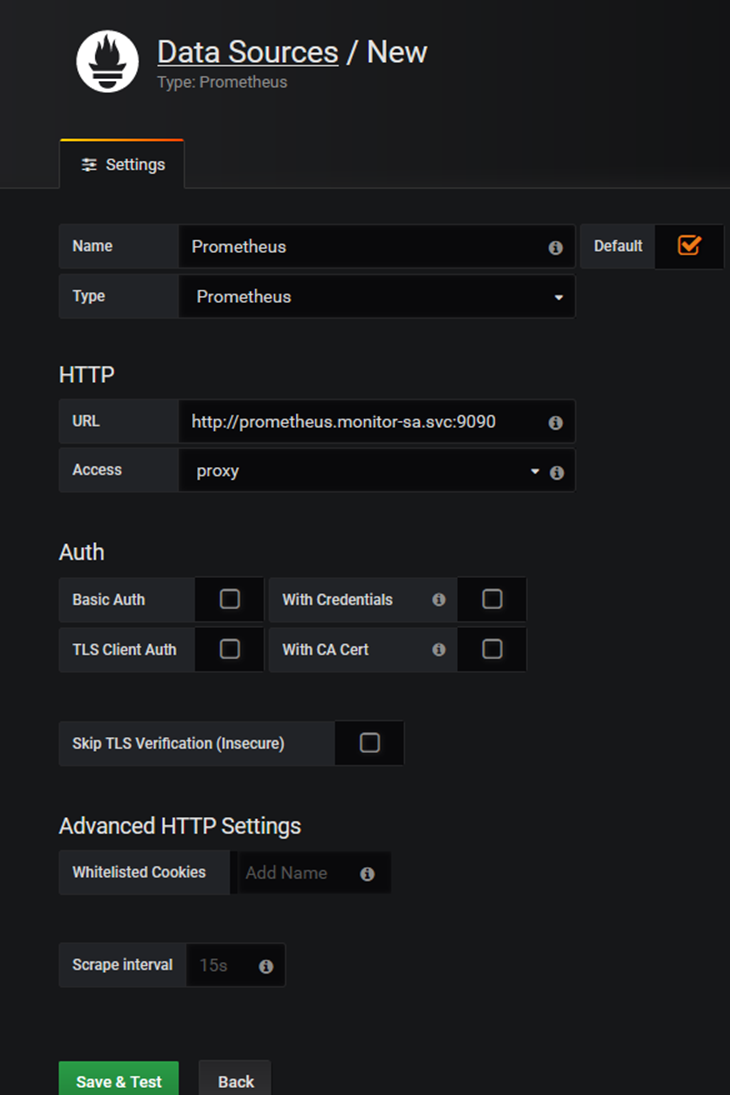 Data Sources / New
Type: Prometheus
Settings
Name Prometheus Default
Type Prometheus
HTTP
URL http://prometheus.monitor-sa.svc:9090
Access proxy
Auth
Basic Auth With Credentials
TLS Client Auth With CA Cert
Skip TLS Verification (Insecure)
Advanced HTTP Settings
Whitelisted Cookies Add Name
Scrape interval 15s
Save & Test Back